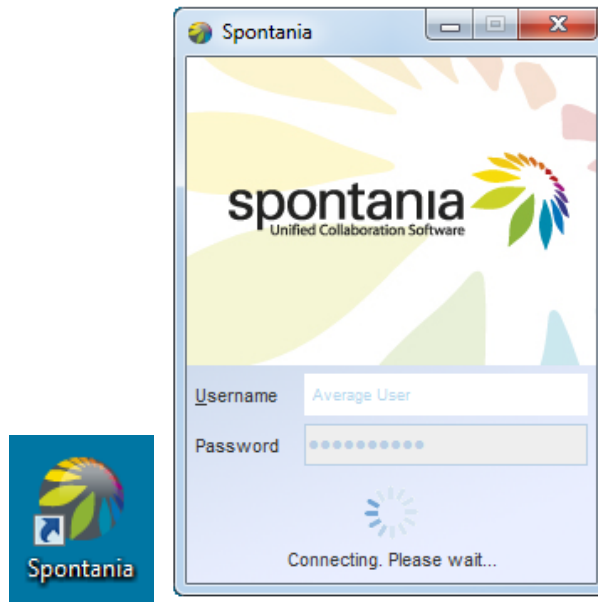 Spontania
spontania
Unified Collaboration Software
Username Average User
Password ●●●●●●●●●●
Connecting. Please wait...
Spontania